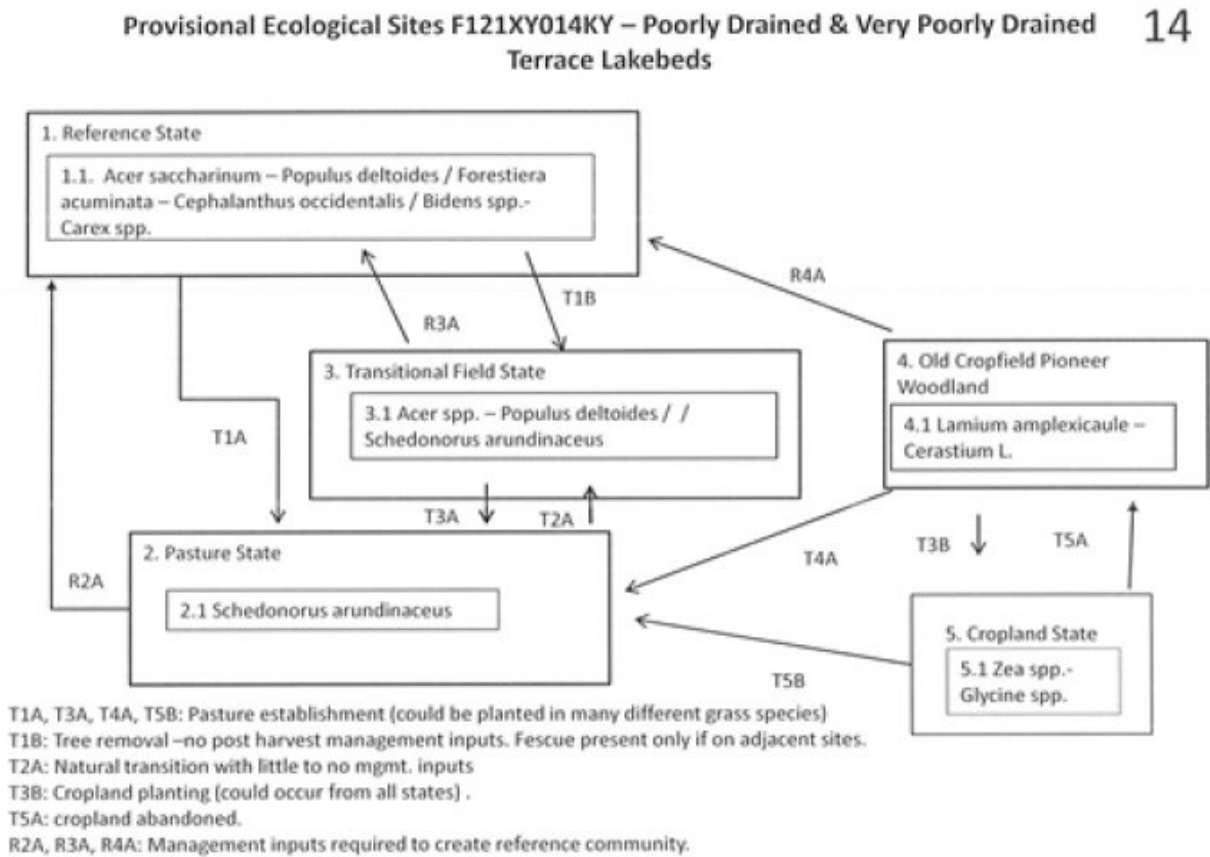 Provisional Ecological Sites F121XY014KY – Poorly Drained & Very Poorly Drained
Terrace Lakebeds
14
1. Reference State
1.1. Acer saccharinum – Populus deltoides / Forestiera
acuminata – Cephalanthus occidentalis / Bidens spp.-
Carex spp.
R4A
T1B
R3A
3. Transitional Field State
3.1 Acer spp. – Populus deltoides / /
Schedonorus arundinaceus
4. Old Cropfield Pioneer
Woodland
4.1 Lamium amplexicaule –
Cerastium L.
T1A
T3A
T2A
T3B
T5A
2. Pasture State
2.1 Schedonorus arundinaceus
R2A
T4A
5. Cropland State
5.1 Zea spp.-
Glycine spp.
T5B
T1A, T3A, T4A, T5B: Pasture establishment (could be planted in many different grass species)
T1B: Tree removal –no post harvest management inputs. Fescue present only if on adjacent sites.
T2A: Natural transition with little to no mgmt. inputs
T3B: Cropland planting (could occur from all states) .
T5A: cropland abandoned.
R2A, R3A, R4A: Management inputs required to create reference community.